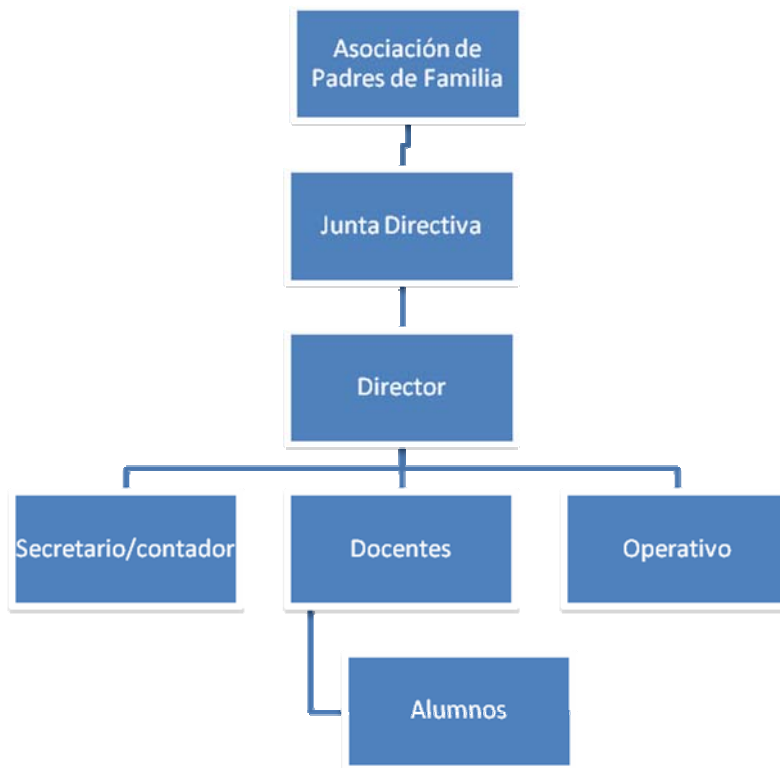 Asociación de
Padres de Familia
Junta Directiva
Director
Secretario/contador
Docentes
Operativo
Alumnos